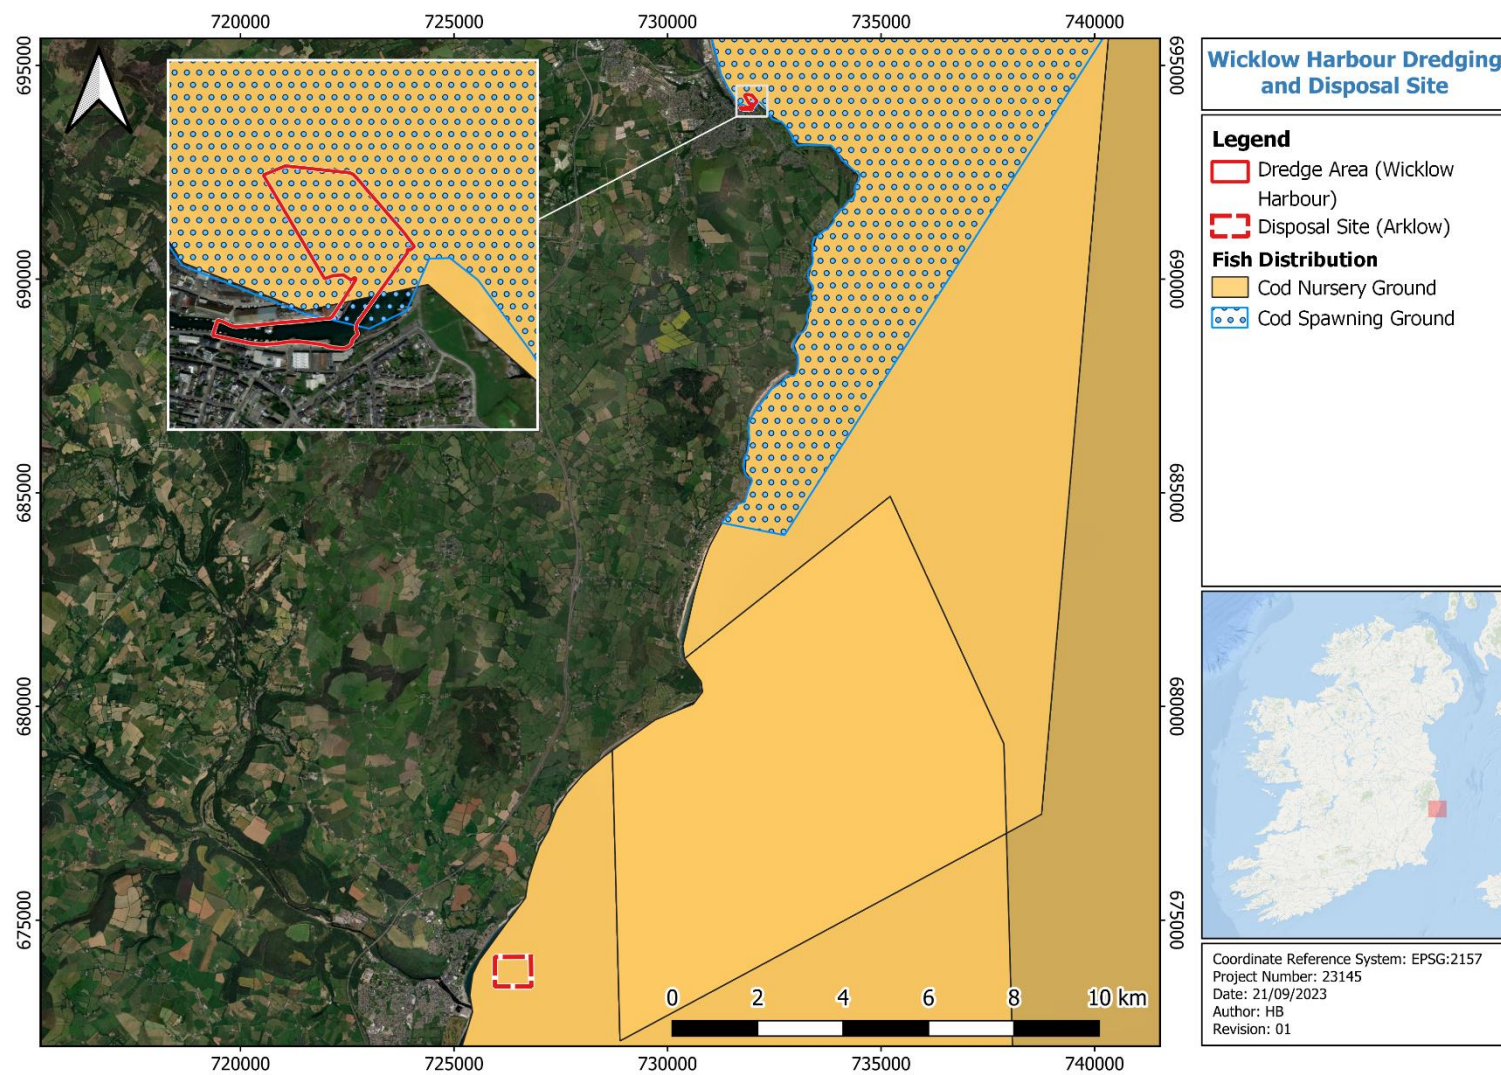 720000 725000 730000 735000 740000
695000
690000
685000
680000
675000
695000
690000
685000
680000
675000
0 2 4 6 8 10 km
720000 725000 730000 735000 740000
Wicklow Harbour Dredging
and Disposal Site
Legend
Dredge Area (Wicklow
Harbour)
Disposal Site (Arklow)
Fish Distribution
Cod Nursery Ground
Cod Spawning Ground
Coordinate Reference System: EPSG:2157
Project Number: 23145
Date: 21/09/2023
Author: HB
Revision: 01